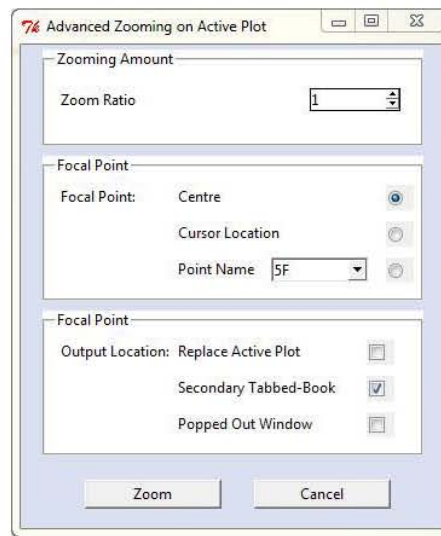 7k Advanced Zooming on Active Plot
Zooming Amount
Zoom Ratio 1
Focal Point
Focal Point: Centre
Cursor Location
Point Name 5F
Focal Point
Output Location: Replace Active Plot
Secondary Tabbed-Book
Popped Out Window
Zoom Cancel